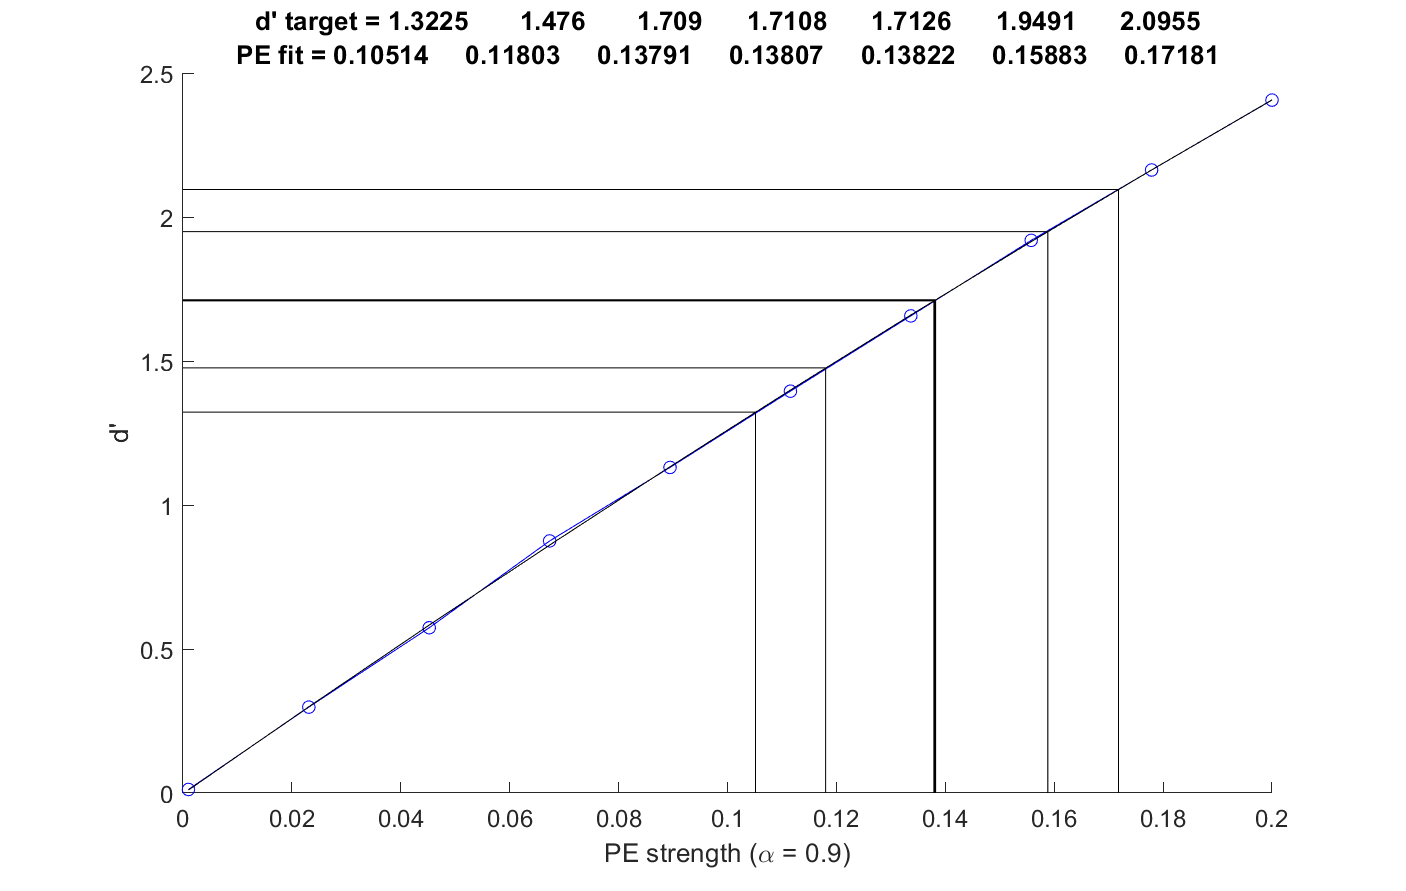 d' target = 1.3225 1.476 1.709 1.7108 1.7126 1.9491 2.0955
PE fit = 0.10514 0.11803 0.13791 0.13807 0.13822 0.15883 0.17181
2.5
2
1.5
1
0.5
0
d'
0 0.02 0.04 0.06 0.08 0.1 0.12 0.14 0.16 0.18 0.2
PE strength (α = 0.9)